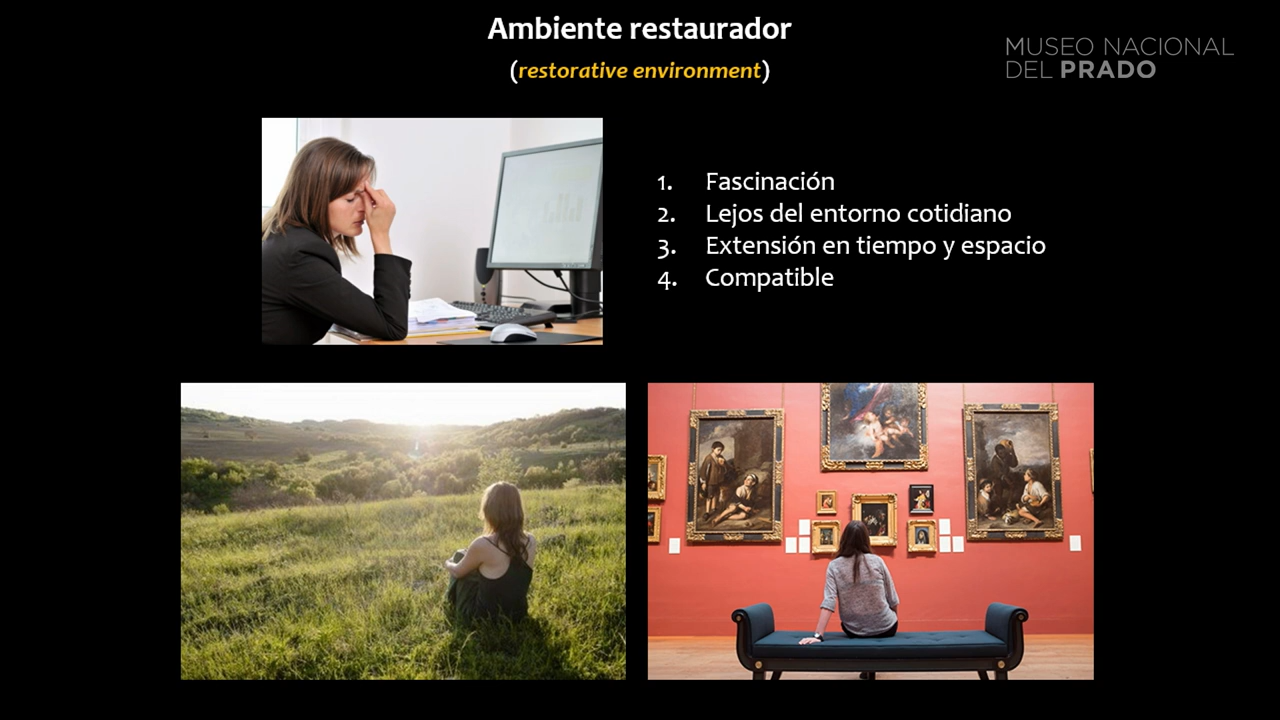 Ambiente restaurador
(restorative environment)
MUSEO NACIONAL
DEL PRADO
1. Fascinación
2. Lejos del entorno cotidiano
3. Extensión en tiempo y espacio
4. Compatible